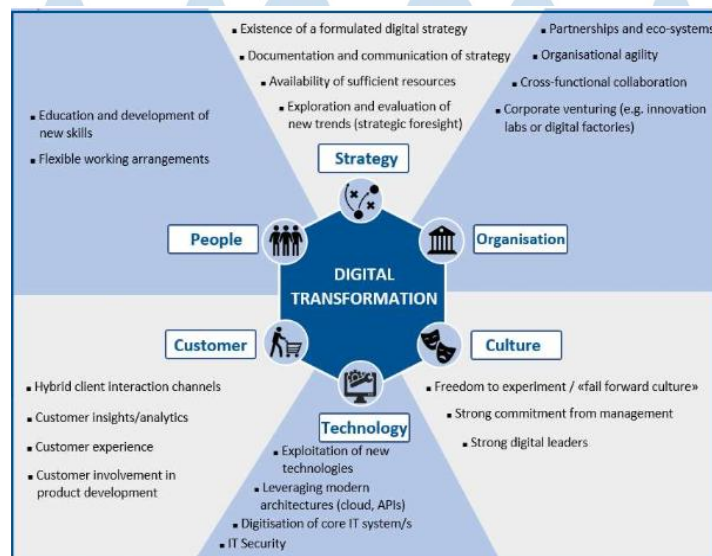 ▪ Existence of a formulated digital strategy
▪ Documentation and communication of strategy
▪ Availability of sufficient resources
▪ Exploration and evaluation of
new trends (strategic foresight)
Strategy
▪ Partnerships and eco-systems
▪ Organisational agility
▪ Cross-functional collaboration
▪ Corporate venturing (e.g. innovation
labs or digital factories)
Organisation
▪ Education and development of
new skills
▪ Flexible working arrangements
People
DIGITAL
TRANSFORMATION
Customer
▪ Hybrid client interaction channels
▪ Customer insights/analytics
▪ Customer experience
▪ Customer involvement in
product development
Technology
▪ Exploitation of new
technologies
▪ Leveraging modern
architectures (cloud, APIs)
▪ Digitisation of core IT system/s
▪ IT Security
Culture
▪ Freedom to experiment / «fail forward culture»
▪ Strong commitment from management
▪ Strong digital leaders